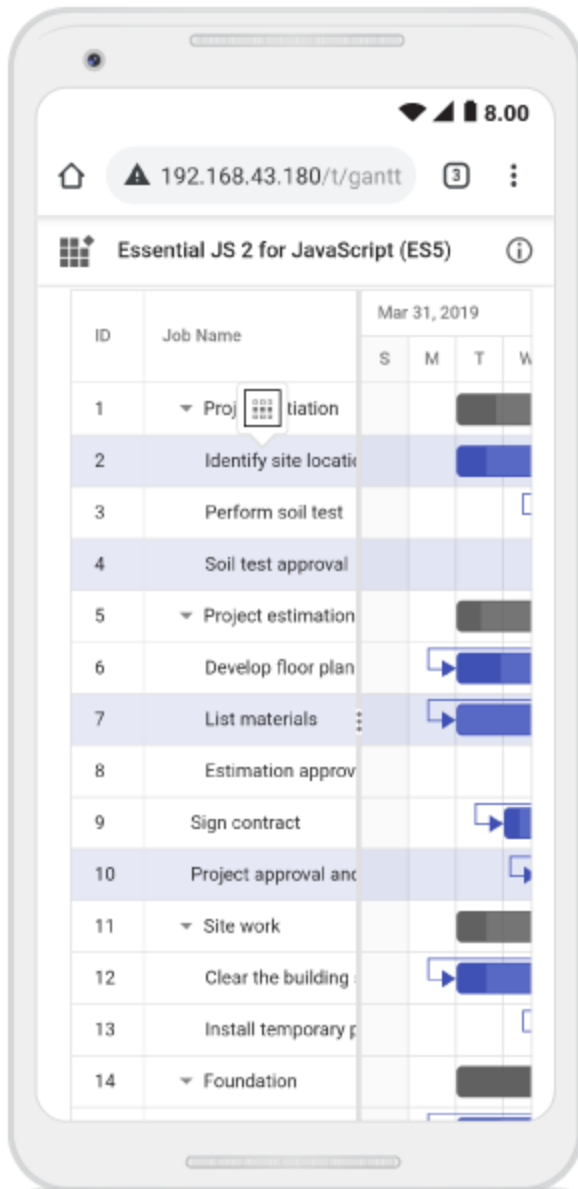 8.00
192.168.43.180/t/gantt
3
Essential JS 2 for JavaScript (ES5)
ID Job Name Mar 31, 2019
S M T W
1 Proj tiation
2 Identify site locatio
3 Perform soil test
4 Soil test approval
5 Project estimation
6 Develop floor plan
7 List materials
8 Estimation approv
9 Sign contract
10 Project approval and
11 Site work
12 Clear the building
13 Install temporary p
14 Foundation